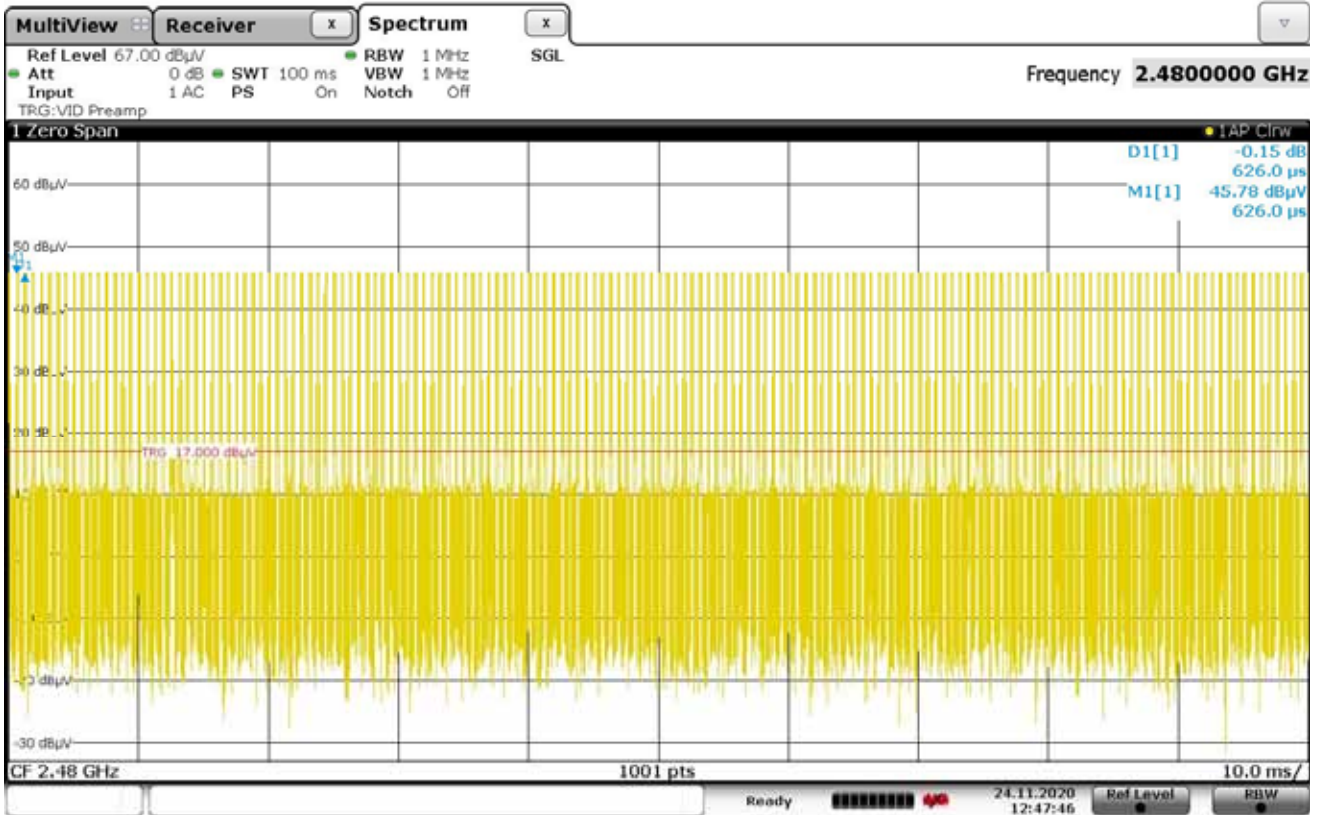 MultiView Receiver X Spectrum X
Ref Level 67.00 dBµV RBW 1 MHz SGL
Att 0 dB SWT 100 ms VBW 1 MHz Frequency 2.4800000 GHz
Input 1 AC PS On Notch Off
TRG:VID Preamp
1 Zero Span 1AP Clrw
D1[1] -0.15 dB
626.0 µs
M1[1] 45.78 dBµV
626.0 µs
60 dBµV
50 dBµV
M1
TRG 17.000 dBµV
-30 dBµV
CF 2.48 GHz 1001 pts 10.0 ms/
Ready 24.11.2020 Ref Level RBW
12:47:46